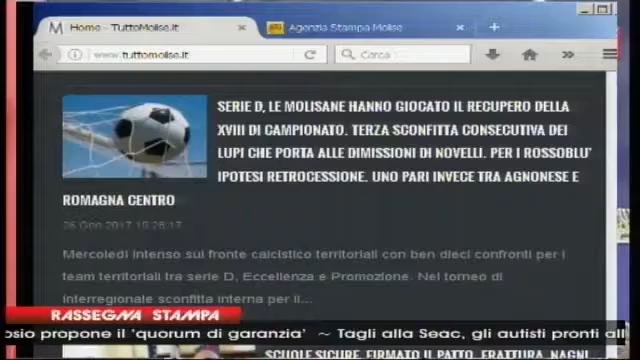 Home - TuttoMolise.it
Agenzia Stampa Molise
www.tuttomolise.it
Cerca
SERIE D, LE MOLISANE HANNO GIOCATO IL RECUPERO DELLA
XVIII DI CAMPIONATO. TERZA SCONFITTA CONSECUTIVA DEI
LUPI CHE PORTA ALLE DIMISSIONI DI NOVELLI. PER I ROSSOBLU'
IPOTESI RETROCESSIONE. UNO PARI INVECE TRA AGNONESE E
ROMAGNA CENTRO
26 Gen 2017
Mercoledì intenso sul fronte calcistico territoriali con ben dieci confronti per i
team territoriali tra serie D, Eccellenza e Promozione. Nel torneo di
interregionale sconfitta interna per il...
RASSEGNA STAMPA
osio propone il 'quorum di garanzia' ~ Tagli alla Seac, gli autisti pronti all
SCUOLE SICURE, FIRMATO IL PATTO. FRATTURA, NAGNI